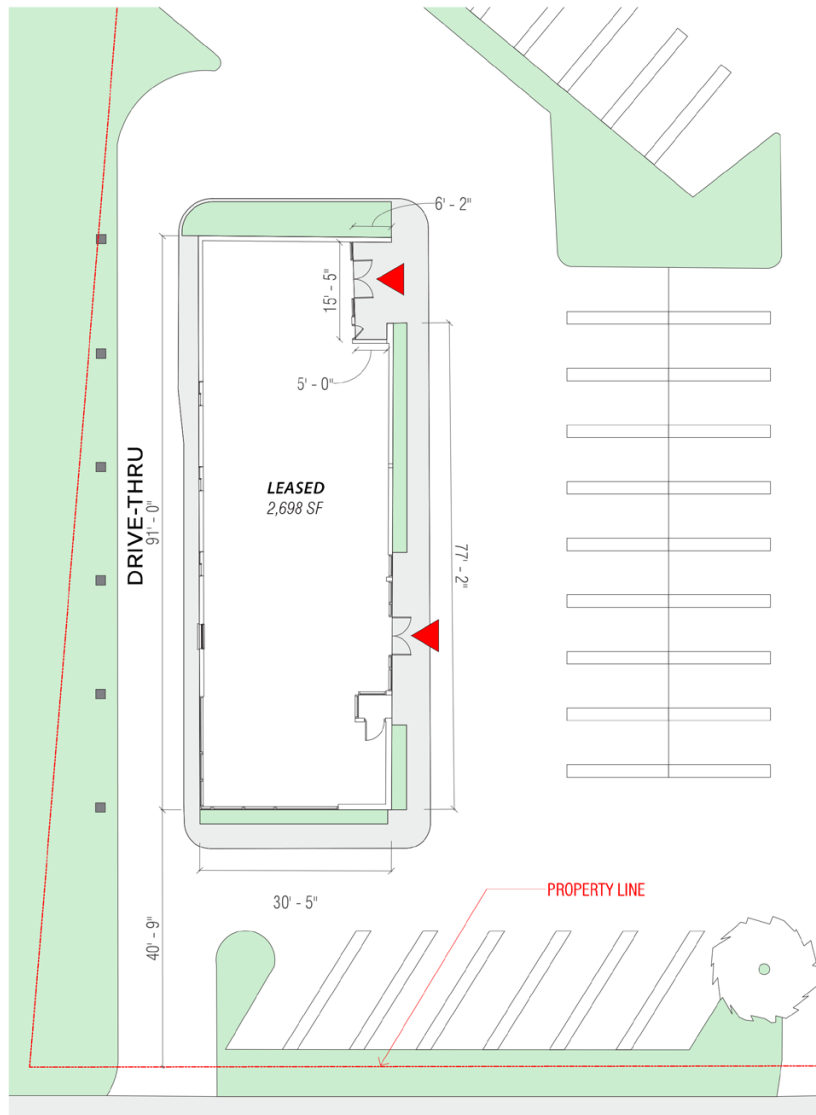 6' - 2"
15' - 5"
5' - 0"
DRIVE-THRU
91' - 0"
LEASED
2,698 SF
77' - 2"
30' - 5"
PROPERTY LINE
40' - 9"